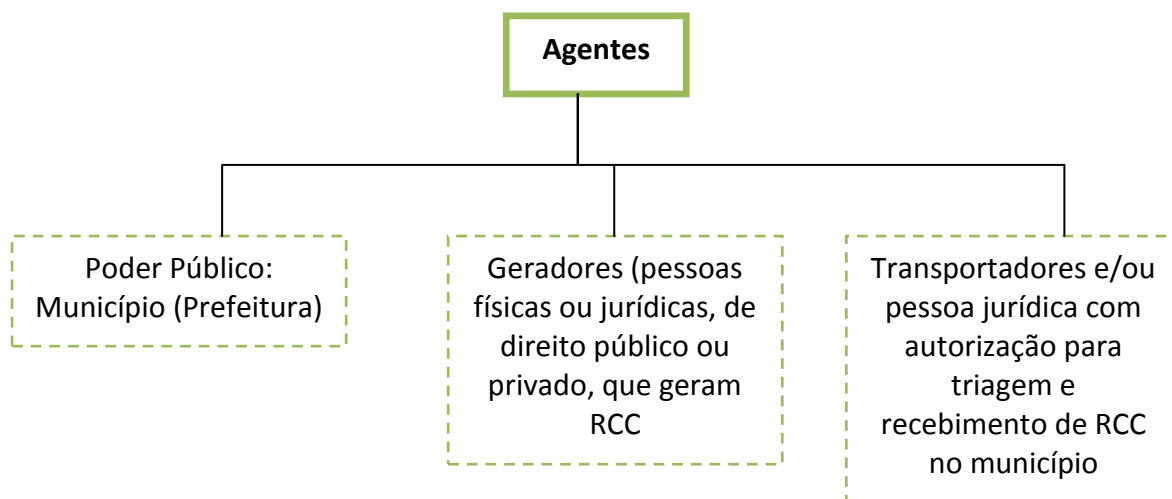 Agentes
Poder Público:
Município (Prefeitura)
Geradores (pessoas
físicas ou jurídicas, de
direito público ou
privado, que geram
RCC
Transportadores e/ou
pessoa jurídica com
autorização para
triagem e
recebimento de RCC
no município